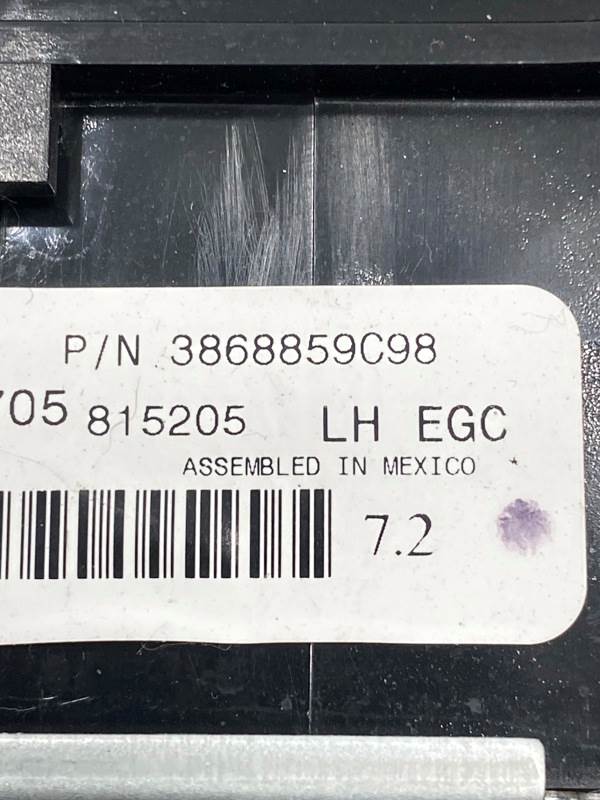 P/N 3868859C98
705 815205 LH EGC
ASSEMBLED IN MEXICO
7.2